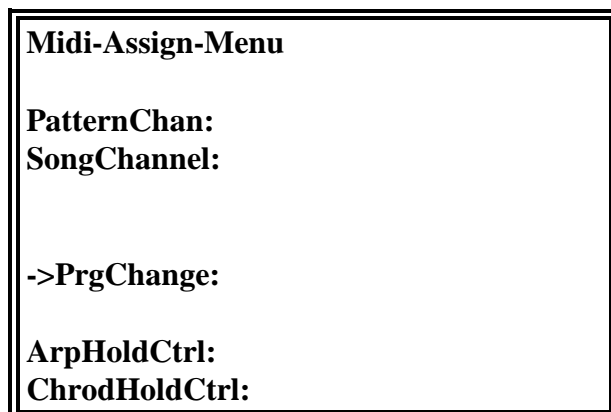 Midi-Assign-Menu
PatternChan:
SongChannel:
->PrgChange:
ArpHoldCtrl:
ChrodHoldCtrl: